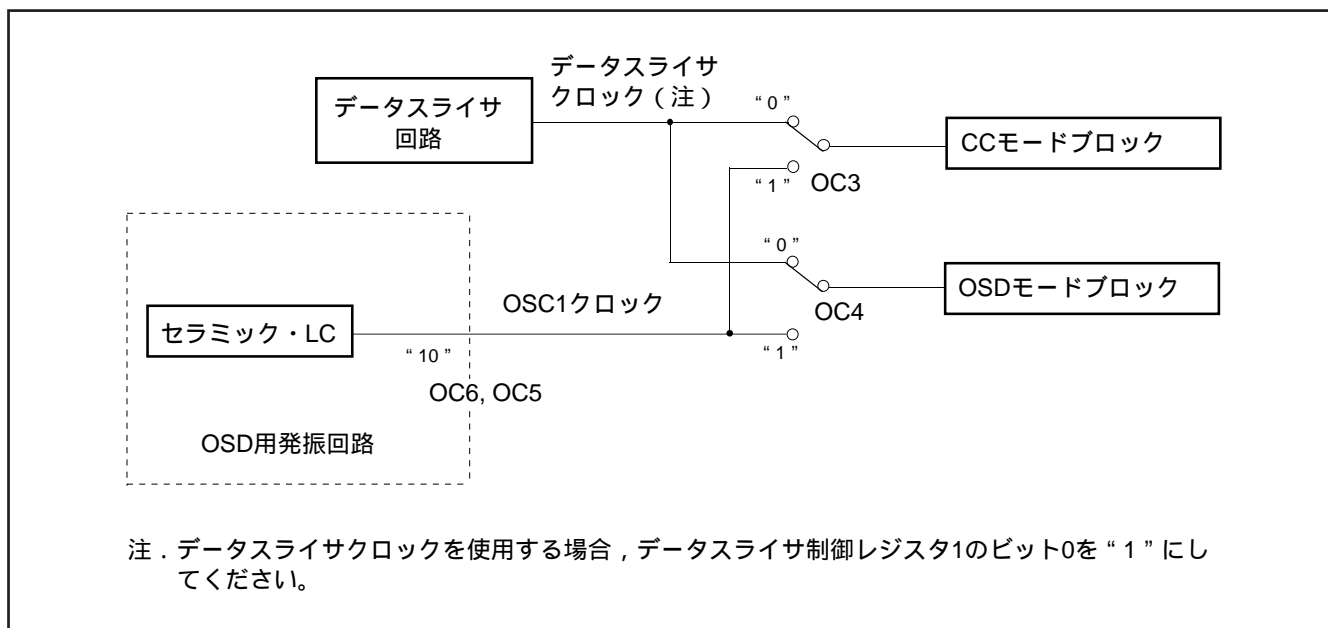 データスライサ
クロック（注）
データスライサ
回路
“ 0 ”
CCモードブロック
“ 1 ”
OC3
“ 0 ”
OSDモードブロック
OC4
OSC1クロック
セラミック・LC
“ 10 ”
“ 1 ”
OC6, OC5
OSD用発振回路
注．データスライサクロックを使用する場合，データスライサ制御レジスタ1のビット0を“ 1 ”にし
てください。